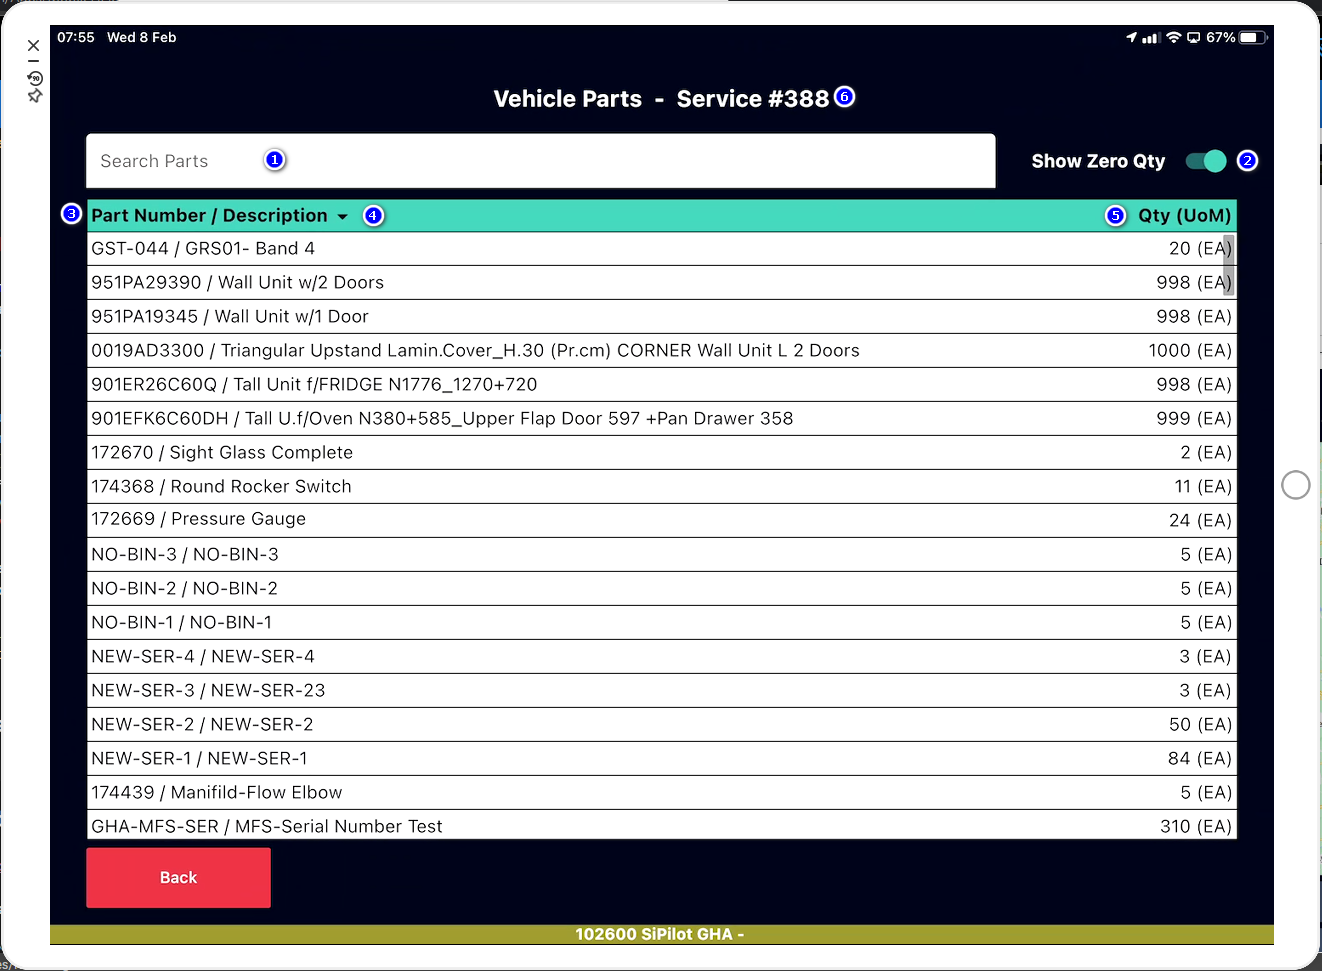 07:55 Wed 8 Feb 67%
90
Vehicle Parts - Service #388 6
Search Parts 1 Show Zero Qty 2
3 Part Number / Description 4 5 Qty (UoM)
GST-044 / GRS01- Band 4 20 (EA)
951PA29390 / Wall Unit w/2 Doors 998 (EA)
951PA19345 / Wall Unit w/1 Door 998 (EA)
0019AD3300 / Triangular Upstand Lamin.Cover_H.30 (Pr.cm) CORNER Wall Unit L 2 Doors 1000 (EA)
901ER26C60Q / Tall Unit f/FRIDGE N1776_1270+720 998 (EA)
901EFK6C60DH / Tall U.f/Oven N380+585_Upper Flap Door 597 +Pan Drawer 358 999 (EA)
172670 / Sight Glass Complete 2 (EA)
174368 / Round Rocker Switch 11 (EA)
172669 / Pressure Gauge 24 (EA)
NO-BIN-3 / NO-BIN-3 5 (EA)
NO-BIN-2 / NO-BIN-2 5 (EA)
NO-BIN-1 / NO-BIN-1 5 (EA)
NEW-SER-4 / NEW-SER-4 3 (EA)
NEW-SER-3 / NEW-SER-23 3 (EA)
NEW-SER-2 / NEW-SER-2 50 (EA)
NEW-SER-1 / NEW-SER-1 84 (EA)
174439 / Manifild-Flow Elbow 5 (EA)
GHA-MFS-SER / MFS-Serial Number Test 310 (EA)
Back
102600 SiPilot GHA -